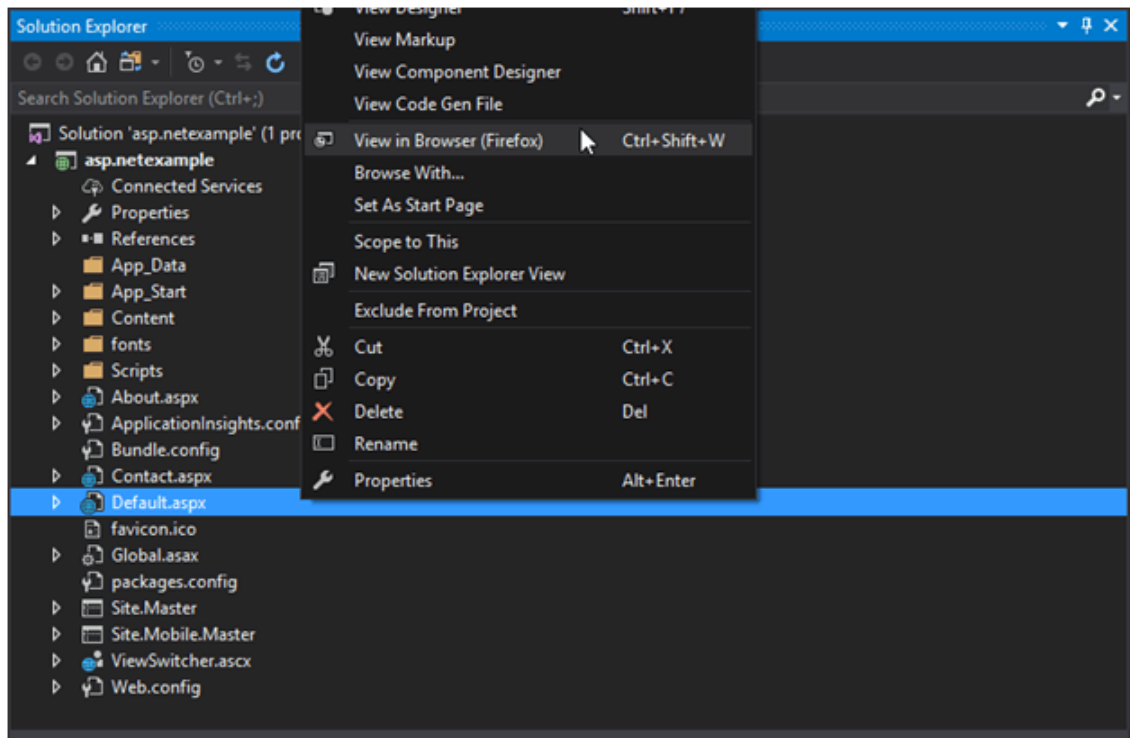 Solution Explorer
Search Solution Explorer (Ctrl+;)
Solution 'asp.netexample' (1 pro
asp.netexample
Connected Services
Properties
References
App_Data
App_Start
Content
fonts
Scripts
About.aspx
ApplicationInsights.conf
Bundle.config
Contact.aspx
Default.aspx
favicon.ico
Global.asax
packages.config
Site.Master
Site.Mobile.Master
ViewSwitcher.ascx
Web.config
View Designer Shift+F7
View Markup
View Component Designer
View Code Gen File
View in Browser (Firefox) Ctrl+Shift+W
Browse With...
Set As Start Page
Scope to This
New Solution Explorer View
Exclude From Project
Cut Ctrl+X
Copy Ctrl+C
Delete Del
Rename
Properties Alt+Enter